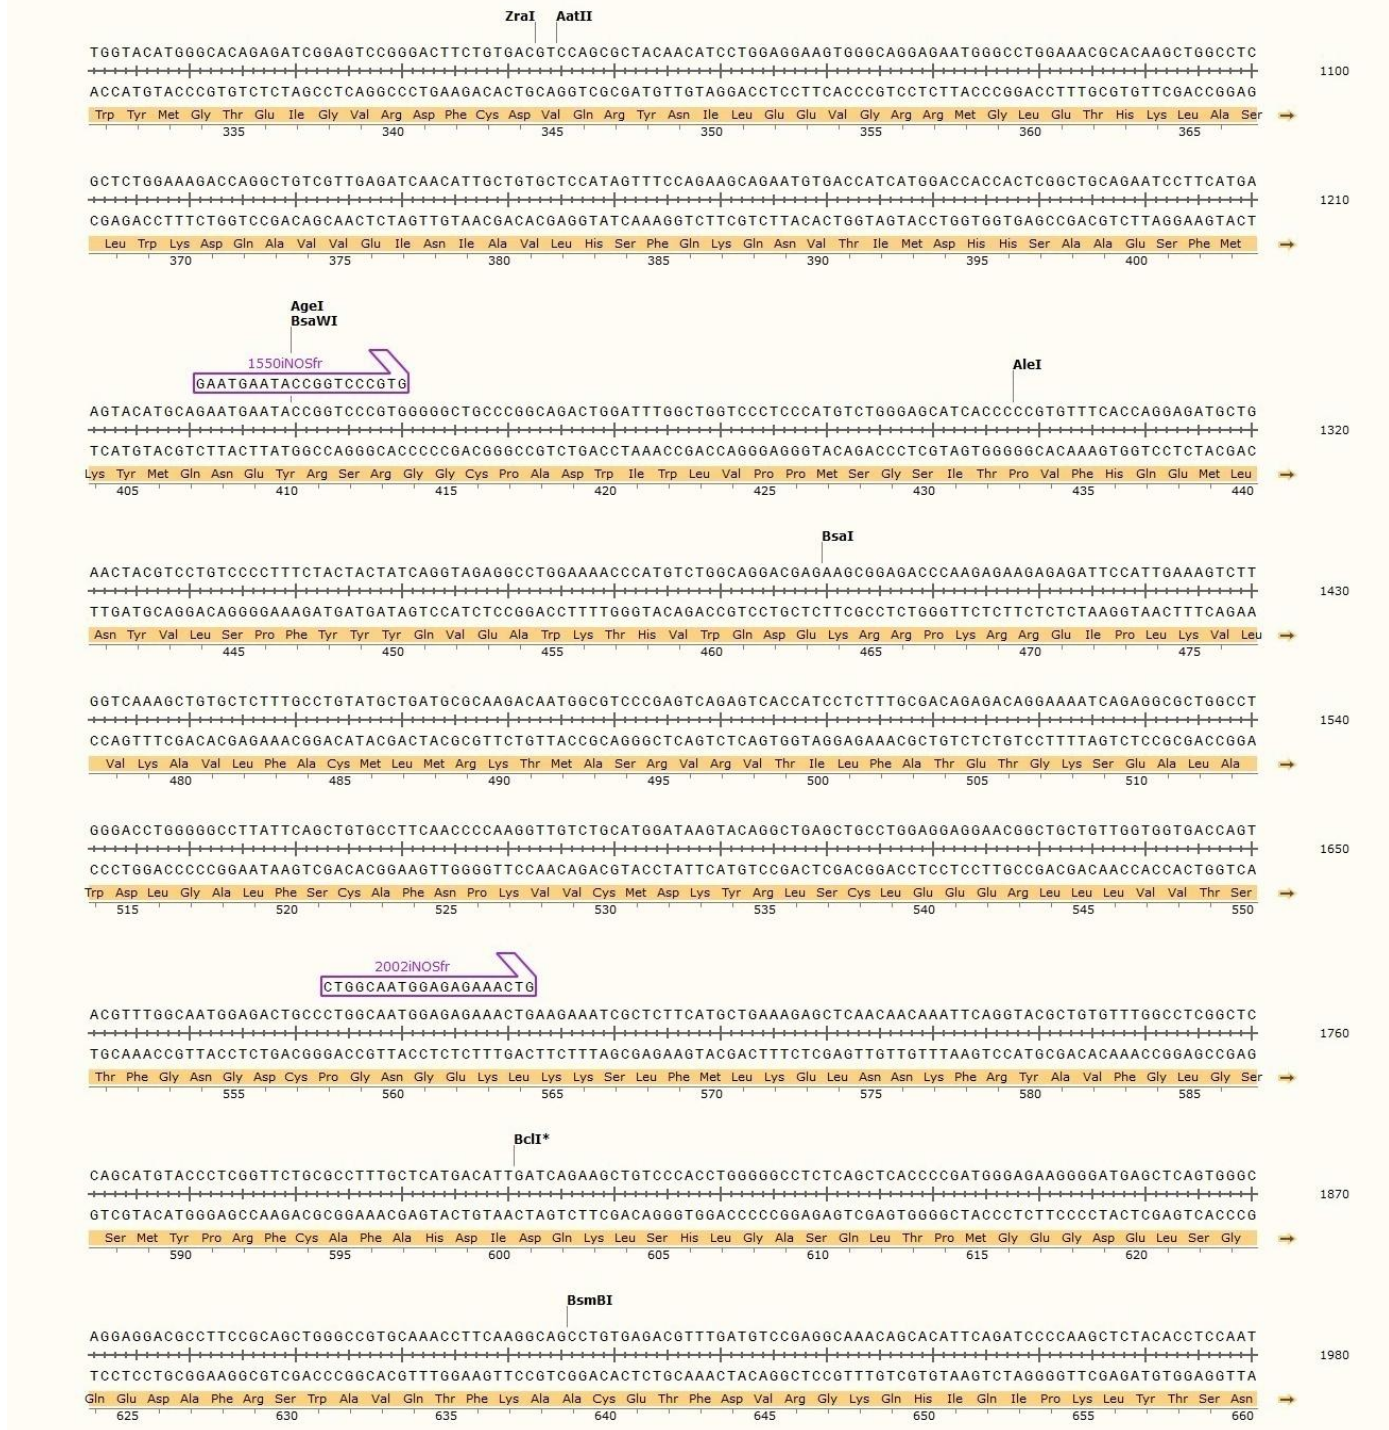 ZraI AatII
TGGTACATGGGCACAGAGATCGGAGTCCGGGACTTCTGTGACGTCCAGCGCTACAACATCCTGGAGGAAGTGGGCAGGAGAATGGGCCTGGAAACGCACAAGCTGGCCTC
1100
ACCATGTACCCGTGTCTCTAGCCTCAGGCCCTGAAGACACTGCAGGTCGCGATGTTGTAGGACCTCCTTCACCCGTCCTCTTACCCGGACCTTTGCGTGTTCGACCGGAG
Trp Tyr Met Gly Thr Glu Ile Gly Val Arg Asp Phe Cys Asp Val Gln Arg Tyr Asn Ile Leu Glu Glu Val Gly Arg Arg Met Gly Leu Glu Thr His Lys Leu Ala Ser
335 340 345 350 355 360 365
GCTCTGGAAAGACCAGGCTGTCGTTGAGATCAACATTGCTGTGCTCCATAGTTTCCAGAAGCAGAATGTGACCATCATGGACCACCACTCGGCTGCAGAATCCTTCATGA
1210
CGAGACCTTTCTGGTCCGACAGCAACTCTAGTTGTAACGACACGAGGTATCAAAGGTCTTCGTCTTACACTGGTAGTACCTGGTGGTGAGCCGACGTCTTAGGAAGTACT
Leu Trp Lys Asp Gln Ala Val Val Glu Ile Asn Ile Ala Val Leu His Ser Phe Gln Lys Gln Asn Val Thr Ile Met Asp His His Ser Ala Ala Glu Ser Phe Met
370 375 380 385 390 395 400
AgeI
BsaWI
1550iNOSfr
AleI
GAATGAATACCGGTCCCGTG
AGTACATGCAGAATGAATACCGGTCCCGTGGGGGCTGCCCGGCAGACTGGATTTGGCTGGTCCCTCCCATGTCTGGGAGCATCACCCCCGTGTTTCACCAGGAGATGCTG
1320
TCATGTACGTCTTACTTATGGCCAGGGCACCCCCGACGGGCCGTCTGACCTAAACCGACCAGGGAGGGTACAGACCCTCGTAGTGGGGGCACAAAGTGGTCCTCTACGAC
Lys Tyr Met Gln Asn Glu Tyr Arg Ser Arg Gly Gly Cys Pro Ala Asp Trp Ile Trp Leu Val Pro Pro Met Ser Gly Ser Ile Thr Pro Val Phe His Gln Glu Met Leu
405 410 415 420 425 430 435 440
BsaI
AACTACGTCCTGTCCCCTTTCTACTACTATCAGGTAGAGGCCTGGAAAACCCATGTCTGGCAGGACGAGAAGCGGAGACCCAAGAGAAGAGAGATTCCATTGAAAGTCTT
1430
TTGATGCAGGACAGGGGAAAGATGATGATAGTCCATCTCCGGACCTTTTGGGTACAGACCGTCCTGCTCTTCGCCTCTGGGTTCTCTTCTCTCTAAGGTAACTTTCAGAA
Asn Tyr Val Leu Ser Pro Phe Tyr Tyr Tyr Gln Val Glu Ala Trp Lys Thr His Val Trp Gln Asp Glu Lys Arg Arg Pro Lys Arg Arg Glu Ile Pro Leu Lys Val Leu
445 450 455 460 465 470 475
GGTCAAAGCTGTGCTCTTTGCCTGTATGCTGATGCGCAAGACAATGGCGTCCCGAGTCAGAGTCACCATCCTCTTTGCGACAGAGACAGGAAAATCAGAGGCGCTGGCCT
1540
CCAGTTTCGACACGAGAAACGGACATACGACTACGCGTTCTGTTACCGCAGGGCTCAGTCTCAGTGGTAGGAGAAACGCTGTCTCTGTCCTTTTAGTCTCCGCGACCGGA
Val Lys Ala Val Leu Phe Ala Cys Met Leu Met Arg Lys Thr Met Ala Ser Arg Val Arg Val Thr Ile Leu Phe Ala Thr Glu Thr Gly Lys Ser Glu Ala Leu Ala
480 485 490 495 500 505 510
GGGACCTGGGGGCCTTATTCAGCTGTGCCTTCAACCCCAAGGTTGTCTGCATGGATAAGTACAGGCTGAGCTGCCTGGAGGAGGAACGGCTGCTGTTGGTGGTGACCAGT
1650
CCCTGGACCCCCGGAATAAGTCGACACGGAAGTTGGGGTTCCAACAGACGTACCTATTCATGTCCGACTCGACGGACCTCCTCCTTGCCGACGACAACCACCACTGGTCA
Trp Asp Leu Gly Ala Leu Phe Ser Cys Ala Phe Asn Pro Lys Val Val Cys Met Asp Lys Tyr Arg Leu Ser Cys Leu Glu Glu Glu Arg Leu Leu Leu Val Val Thr Ser
515 520 525 530 535 540 545 550
2002iNOSfr
CTGGCAATGGAGAGAAACTG
ACGTTTGGCAATGGAGACTGCCCTGGCAATGGAGAGAAACTGAAGAAATCGCTCTTCATGCTGAAAGAGCTCAACAACAAATTCAGGTACGCTGTGTTTGGCCTCGGCTC
1760
TGCAAACCGTTACCTCTGACGGGACCGTTACCTCTCTTTGACTTCTTTAGCGAGAAGTACGACTTTCTCGAGTTGTTGTTTAAGTCCATGCGACACAAACCGGAGCCGAG
Thr Phe Gly Asn Gly Asp Cys Pro Gly Asn Gly Glu Lys Leu Lys Lys Ser Leu Phe Met Leu Lys Glu Leu Asn Asn Lys Phe Arg Tyr Ala Val Phe Gly Leu Gly Ser
555 560 565 570 575 580 585
BclI*
CAGCATGTACCCTCGGTTCTGCGCCTTTGCTCATGACATTGATCAGAAGCTGTCCCACCTGGGGGCCTCTCAGCTCACCCCGATGGGAGAAGGGGATGAGCTCAGTGGGC
1870
GTCGTACATGGGAGCCAAGACGCGGAAACGAGTACTGTAACTAGTCTTCGACAGGGTGGACCCCCGGAGAGTCGAGTGGGGCTACCCTCTTCCCCTACTCGAGTCACCCG
Ser Met Tyr Pro Arg Phe Cys Ala Phe Ala His Asp Ile Asp Gln Lys Leu Ser His Leu Gly Ala Ser Gln Leu Thr Pro Met Gly Glu Gly Asp Glu Leu Ser Gly
590 595 600 605 610 615 620
BsmBI
AGGAGGACGCCTTCCGCAGCTGGGCCGTGCAAACCTTCAAGGCAGCCTGTGAGACGTTTGATGTCCGAGGCAAACAGCACATTCAGATCCCCAAGCTCTACACCTCCAAT
1980
TCCTCCTGCGGAAGGCGTCGACCCGGCACGTTTGGAAGTTCCGTCGGACACTCTGCAAACTACAGGCTCCGTTTGTCGTGTAAGTCTAGGGGTTCGAGATGTGGAGGTTA
Gln Glu Asp Ala Phe Arg Ser Trp Ala Val Gln Thr Phe Lys Ala Ala Cys Glu Thr Phe Asp Val Arg Gly Lys Gln His Ile Gln Ile Pro Lys Leu Tyr Thr Ser Asn
625 630 635 640 645 650 655 660